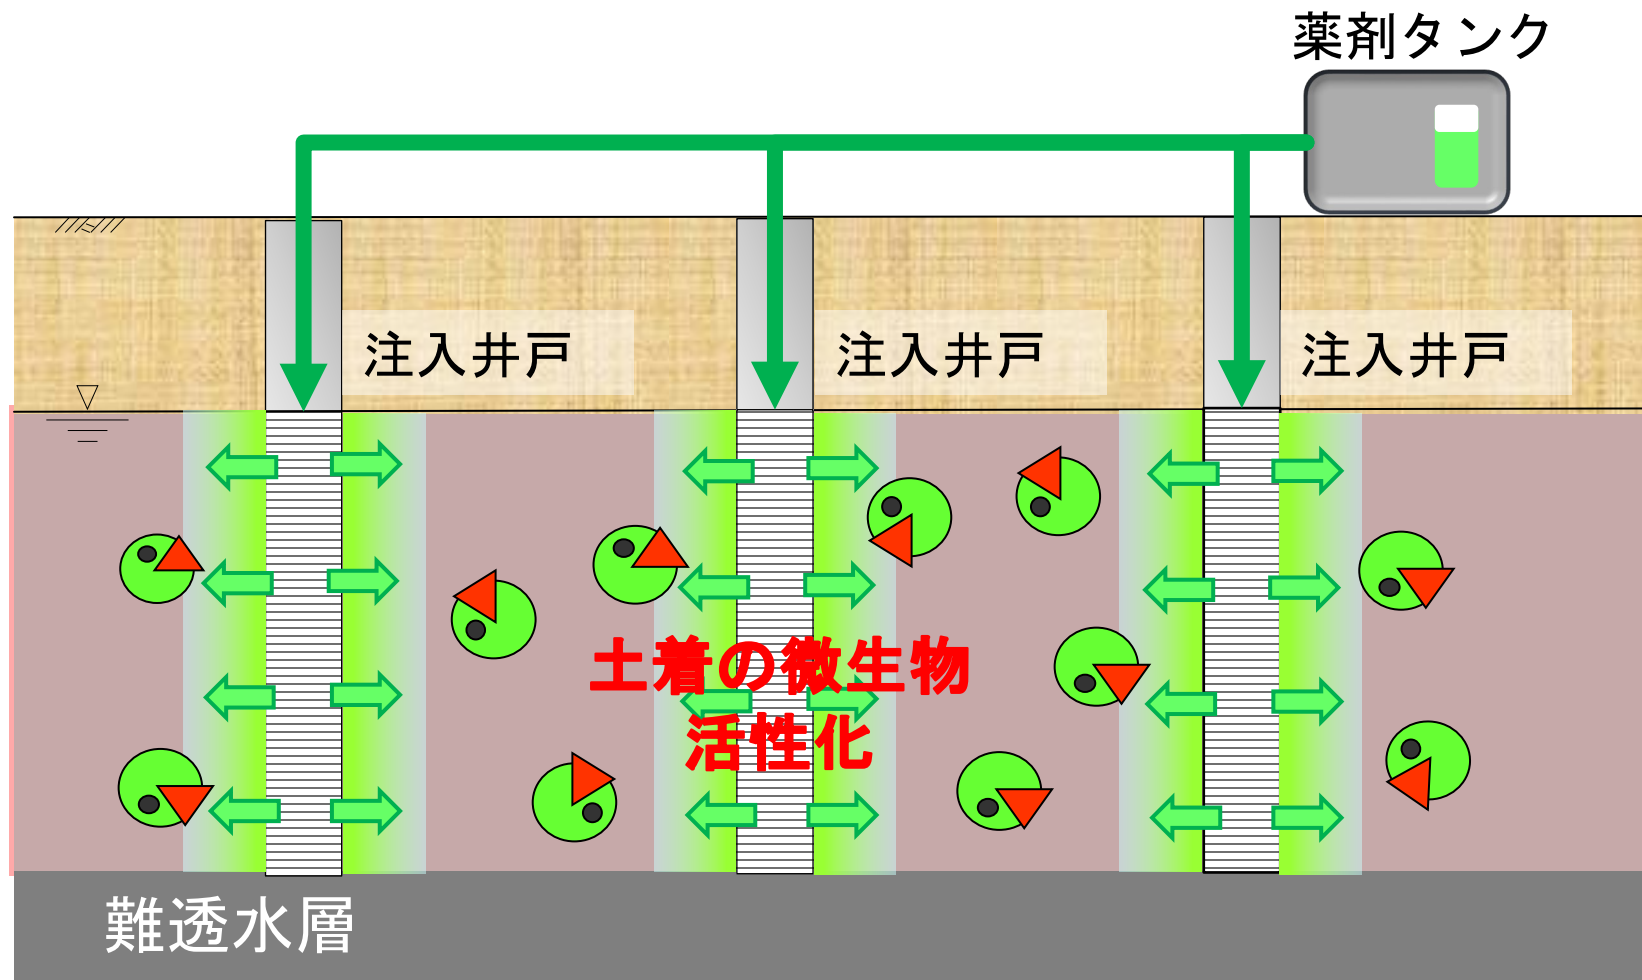 薬剤タンク
注入井戸
注入井戸
注入井戸
土着の微生物
活性化
難透水層